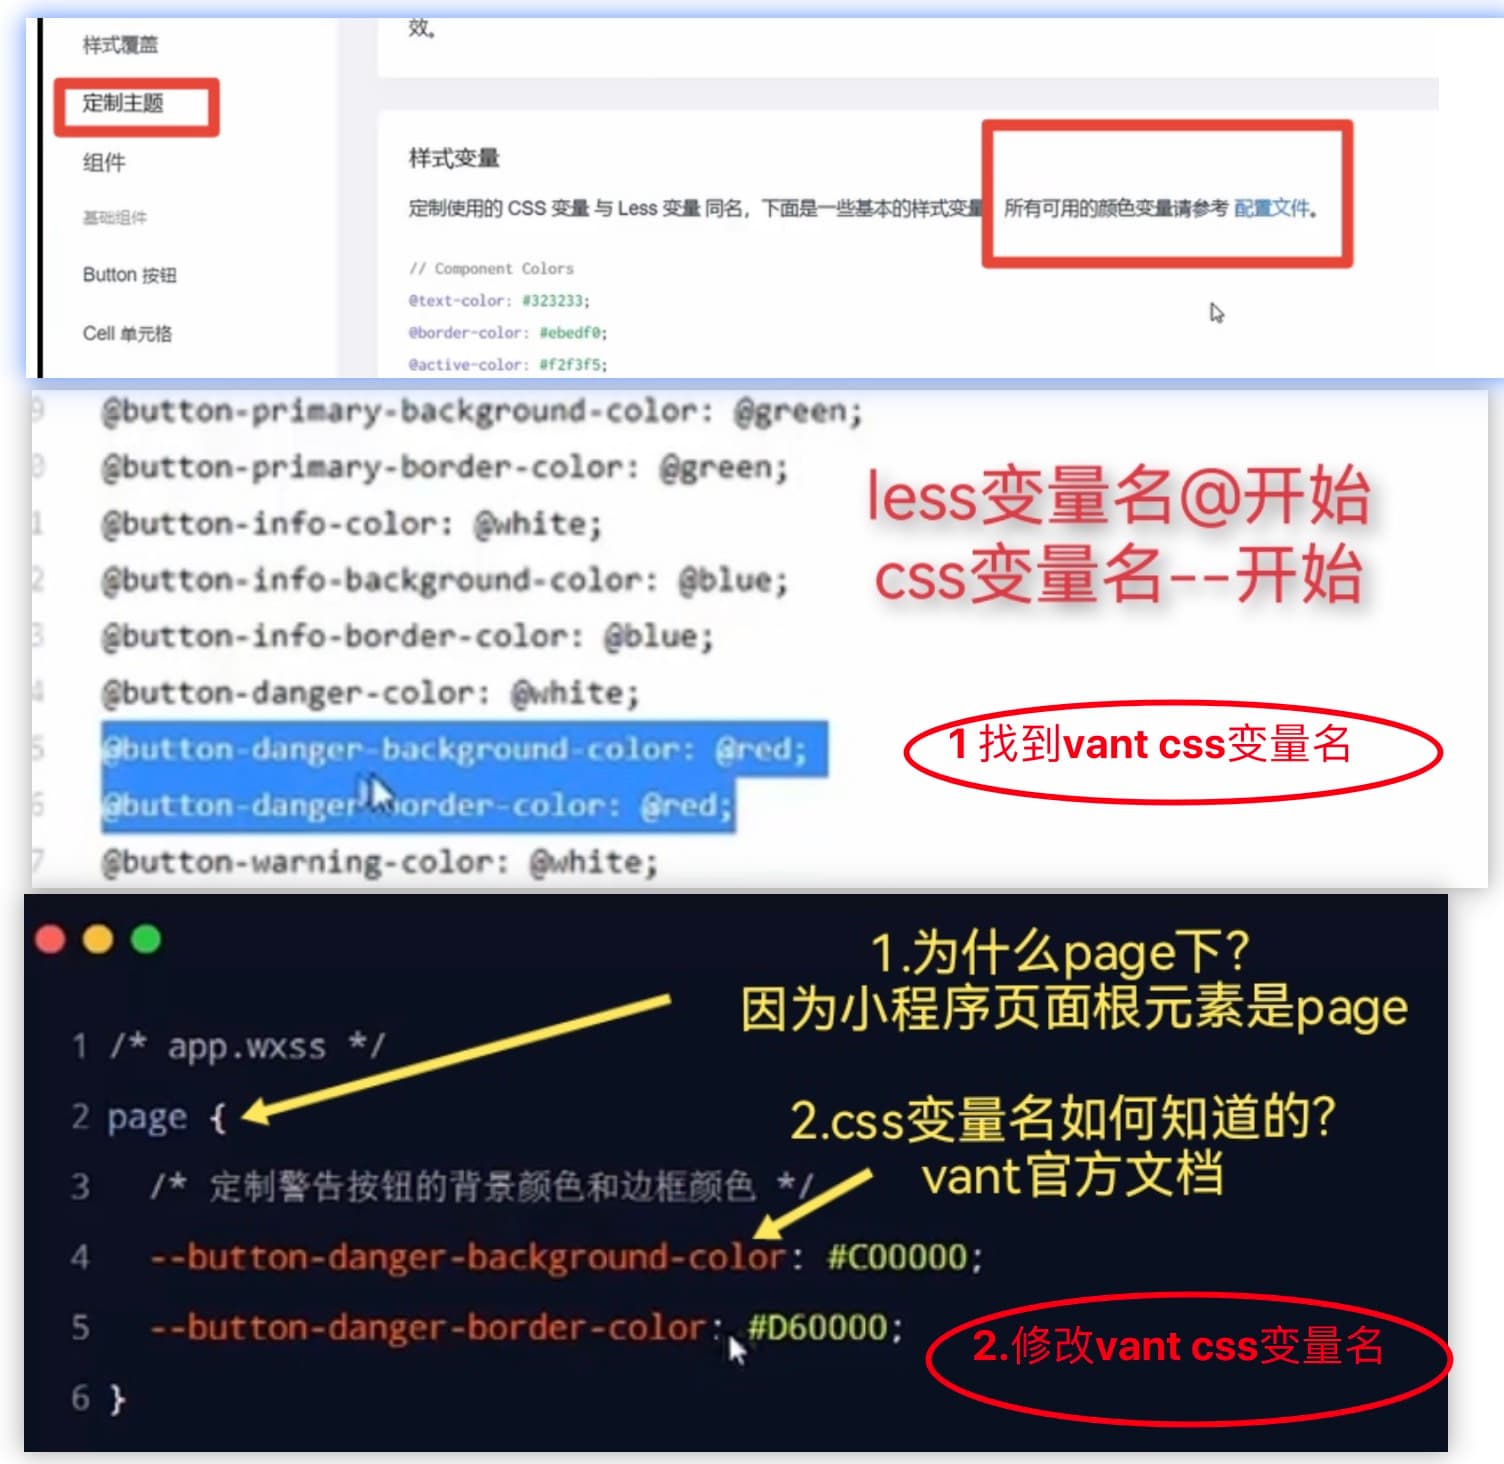 样式覆盖
效。
定制主题
组件
基础组件
Button 按钮
Cell 单元格
样式变量
定制使用的 CSS 变量 与 Less 变量 同名，下面是一些基本的样式变量
所有可用的颜色变量请参考 配置文件。
// Component Colors
@text-color: #323233;
@border-color: #ebedf0;
@active-color: #f2f3f5;
9 @button-primary-background-color: @green;
0 @button-primary-border-color: @green;
1 @button-info-color: @white;
2 @button-info-background-color: @blue;
3 @button-info-border-color: @blue;
4 @button-danger-color: @white;
5 @button-danger-background-color: @red;
6 @button-danger-border-color: @red;
7 @button-warning-color: @white;
less变量名@开始
css变量名--开始
1 找到vant css变量名
1.为什么page下?
因为小程序页面根元素是page
2.css变量名如何知道的?
vant官方文档
1 /* app.wxss */
2 page {
3 /* 定制警告按钮的背景颜色和边框颜色 */
4 --button-danger-background-color: #C00000;
5 --button-danger-border-color: #D60000;
6 }
2.修改vant css变量名